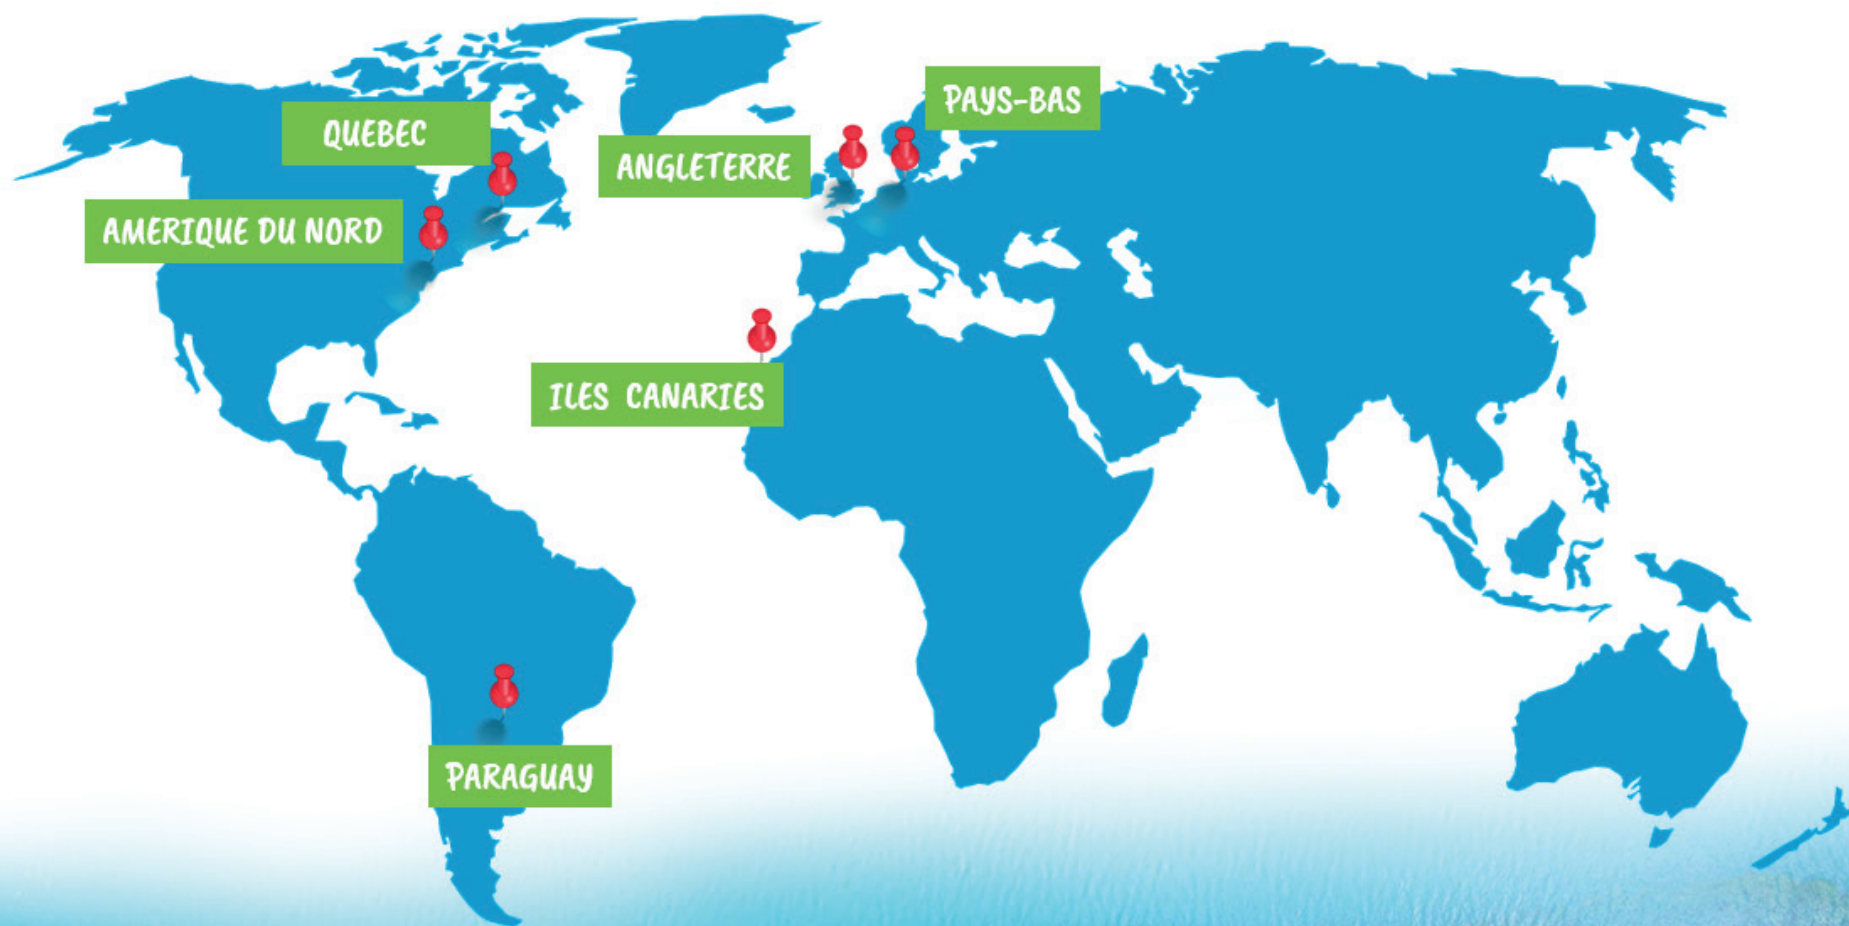 PAYS-BAS
QUEBEC
ANGLETERRE
AMERIQUE DU NORD
ILES CANARIES
PARAGUAY